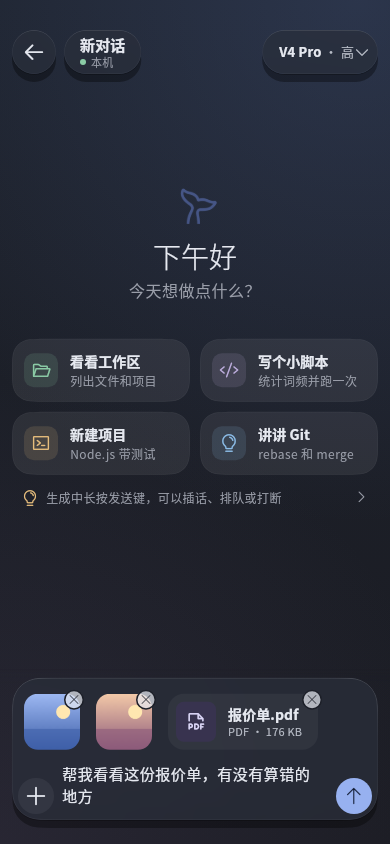 新对话
本机
V4 Pro · 高
下午好
今天想做点什么？
看看工作区
列出文件和项目
写个小脚本
统计词频并跑一次
新建项目
Node.js 带测试
讲讲 Git
rebase 和 merge
生成中长按发送键，可以插话、排队或打断
PDF
报价单.pdf
PDF · 176 KB
帮我看看这份报价单，有没有算错的
地方